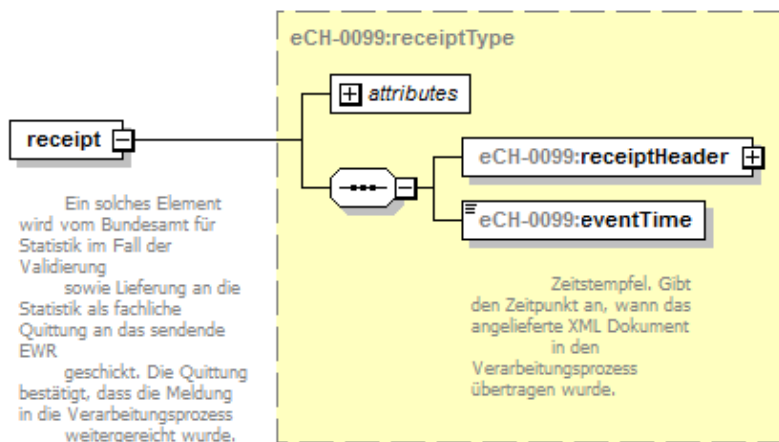 eCH-0099:receiptType
attributes
receipt
eCH-0099:receiptHeader
eCH-0099:eventTime
Ein solches Element
wird vom Bundesamt für
Statistik im Fall der
Validierung
sowie Lieferung an die
Statistik als fachliche
Quittung an das sendende
EWR
geschickt. Die Quittung
bestätigt, dass die Meldung
in die Verarbeitungsprozess
weitergereicht wurde.
Zeitstempfel. Gibt
den Zeitpunkt an, wann das
angelieferte XML Dokument
in den
Verarbeitungsprozess
übertragen wurde.